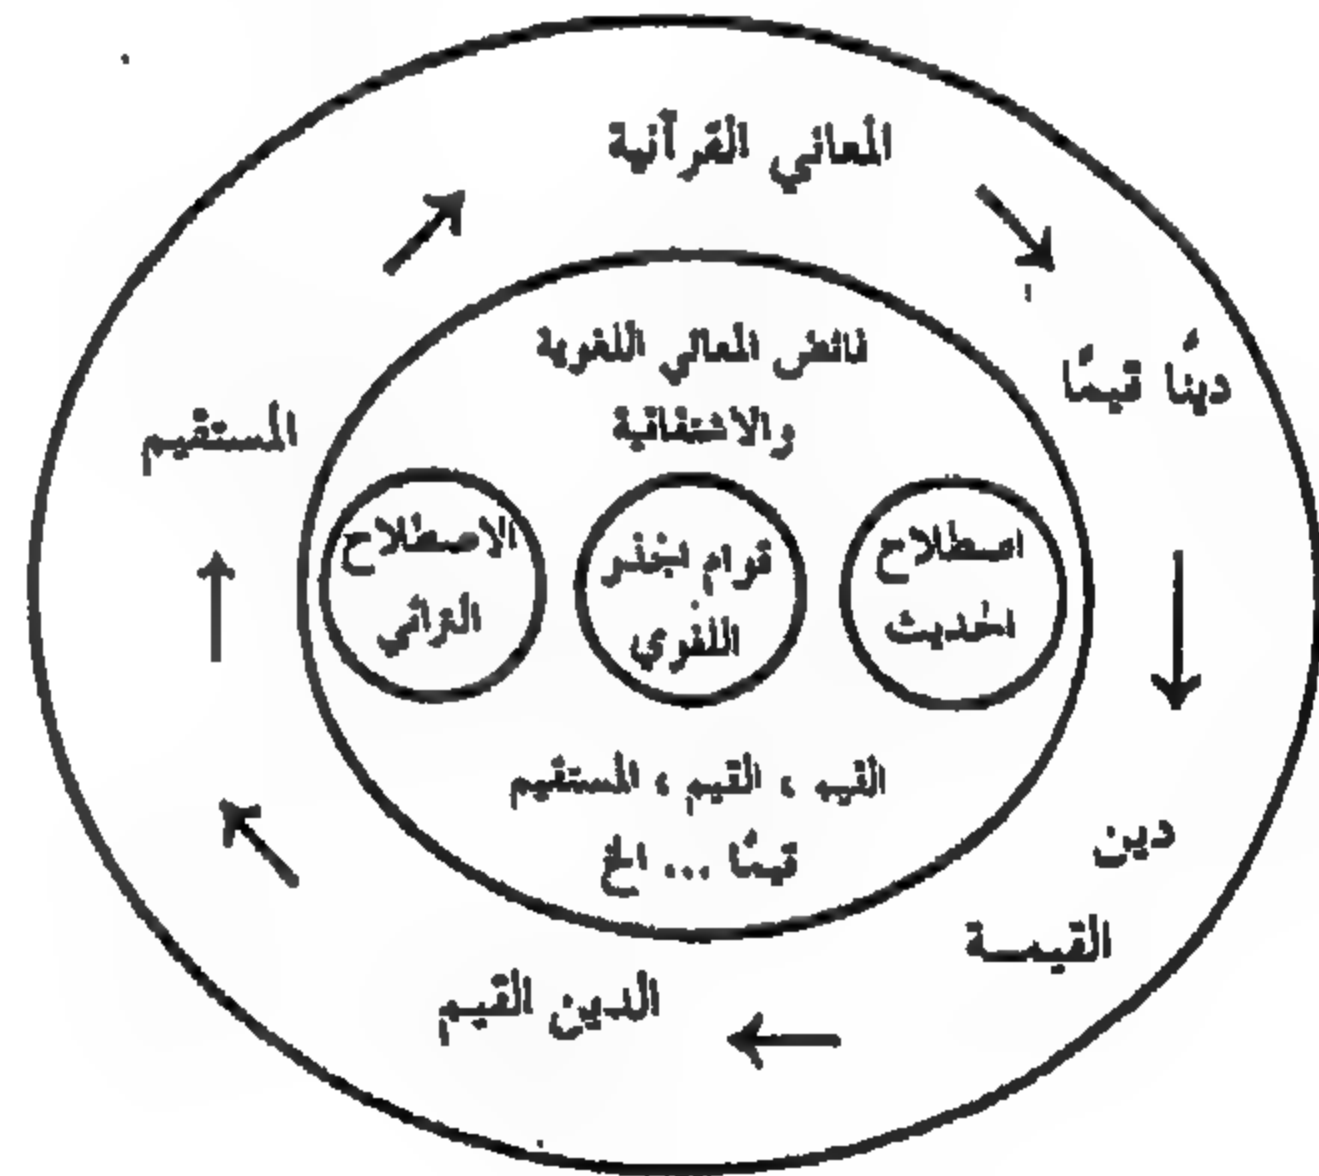 المعاني القرآنية
دينًا قيمًا
دين
القيمة
الدين القيم
المستقيم
فائض المعاني اللغوية
والاشتقاقية
اصطلاح
الحديث
قوام الجذر
اللغوي
الاصطلاح
التراثي
القيم ، القيم ، المستقيم
قيمًا ... الخ